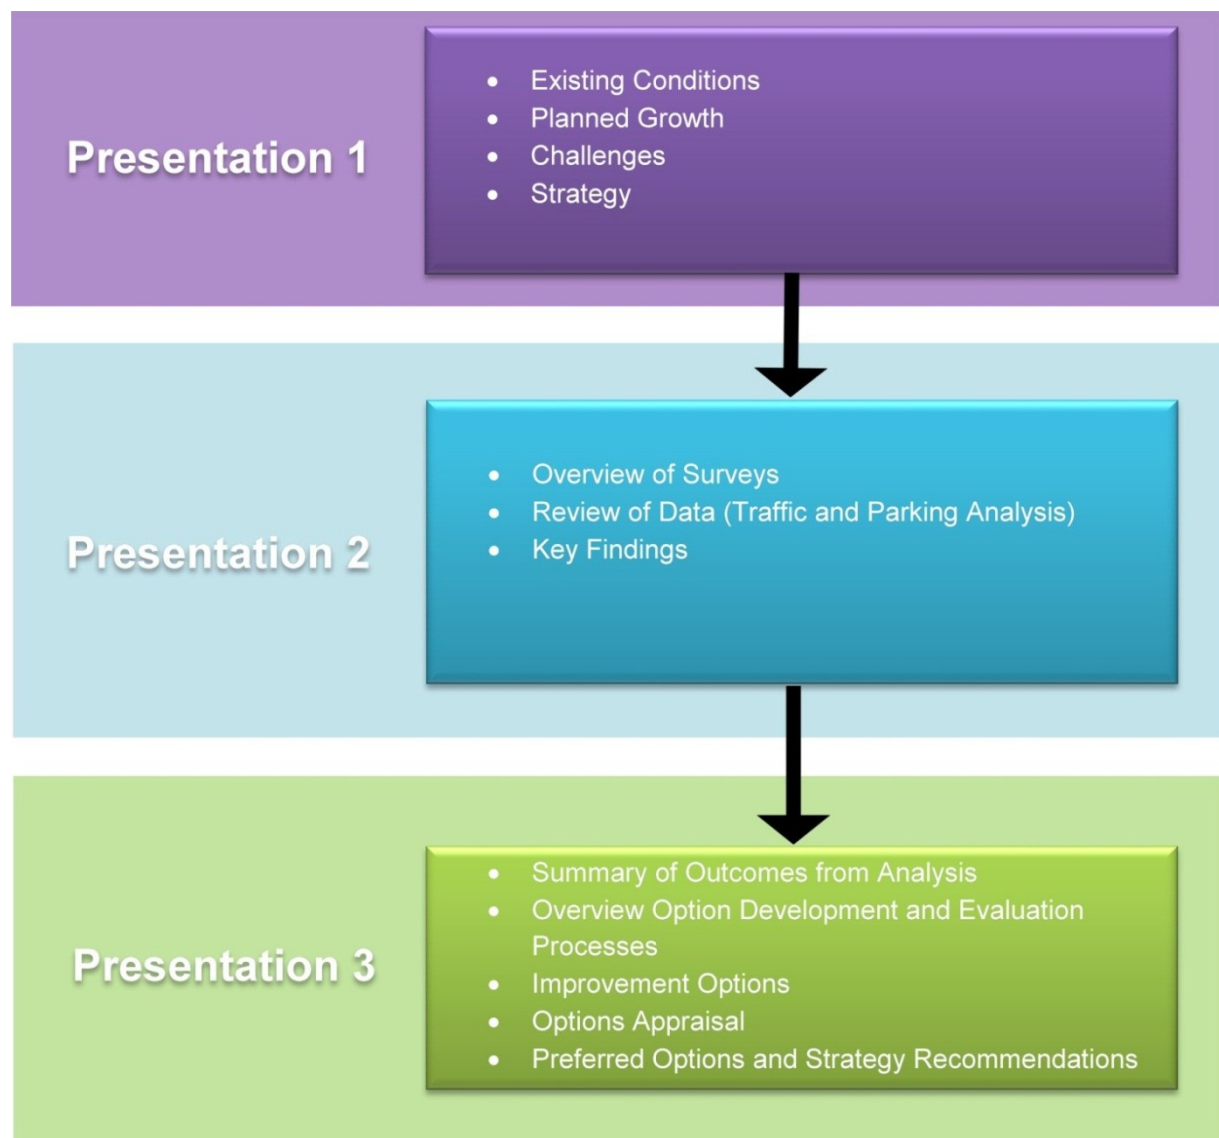 Presentation 1
• Existing Conditions
• Planned Growth
• Challenges
• Strategy
Presentation 2
• Overview of Surveys
• Review of Data (Traffic and Parking Analysis)
• Key Findings
Presentation 3
• Summary of Outcomes from Analysis
• Overview Option Development and Evaluation
Processes
• Improvement Options
• Options Appraisal
• Preferred Options and Strategy Recommendations